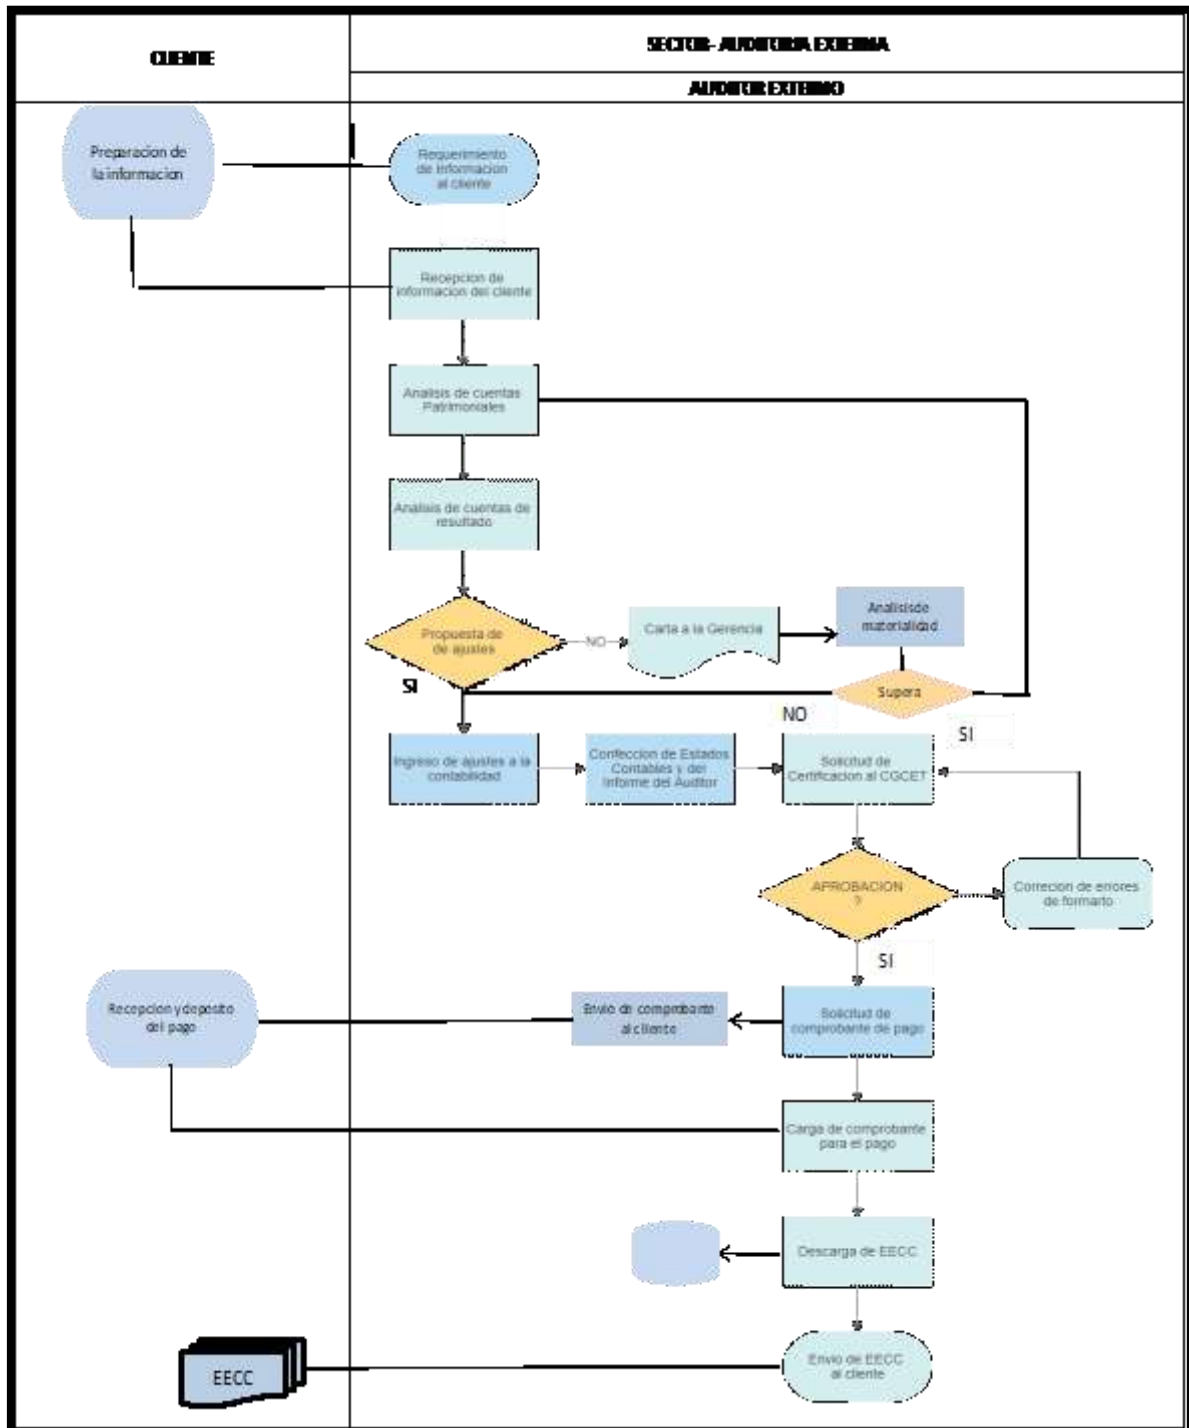 CLIENTE
SECTOR- AUDITORIA EXTERNA
AUDITOR EXTERNO
Preparacion de
la informacion
Requerimiento
de informacion
al cliente
Recepcion de
informacion del cliente
Analisis de cuentas
Patrimoniales
Analisis de cuentas de
resultado
Propuesta de
de ajustes
NO
Carta a la Gerencia
Analisis de
materialidad
SI
Supera
NO
SI
Ingreso de ajustes a la
contabilidad
Confeccion de Estados
Contables y del
Informe del Auditor
Solicitud de
Certificacion al CGCET
APROBACION
?
Correcion de errores
de formarto
SI
Recepcion y deposito
del pago
Envio de comprobante
al cliente
Solicitud de
comprobante de pago
Carga de comprobante
para el pago
Descarga de EECC
EECC
Envio de EECC
al cliente